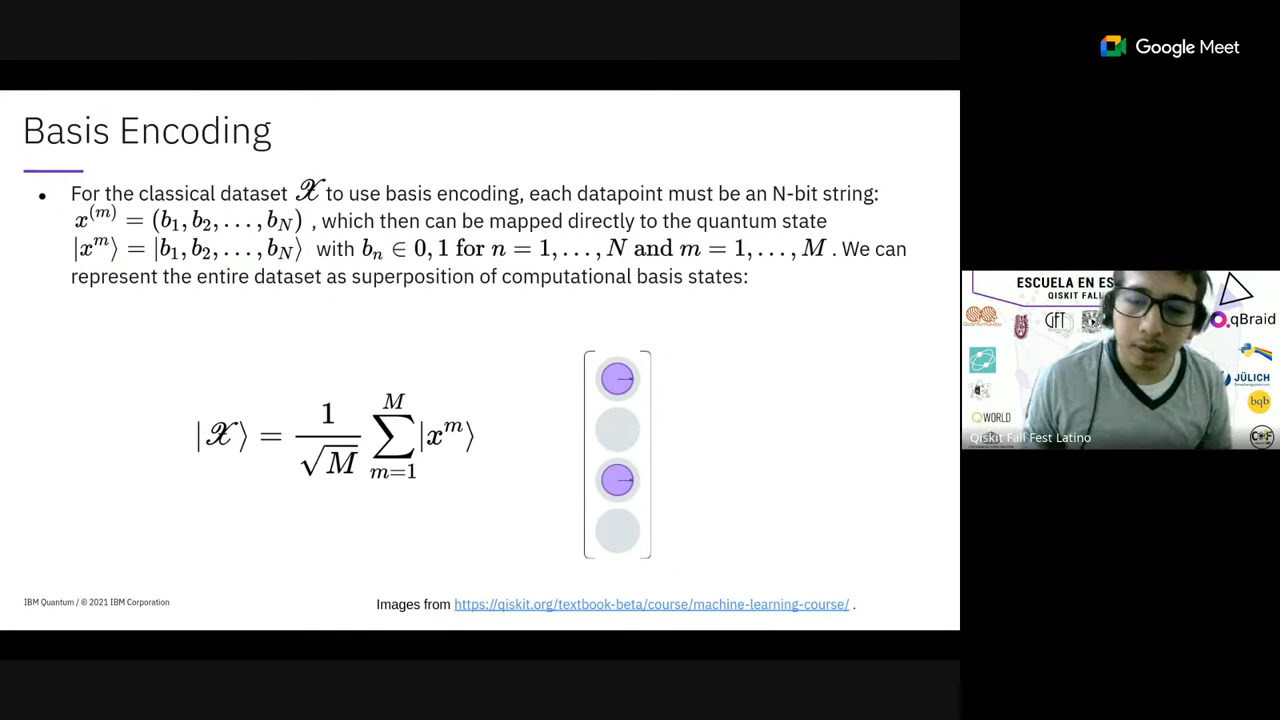 Google Meet
Basis Encoding
• For the classical dataset 𝒳 to use basis encoding, each datapoint must be an N-bit string:
x^(m) = (b_1, b_2, . . . , b_N) , which then can be mapped directly to the quantum state
|x^m⟩ = |b_1, b_2, . . . , b_N⟩ with b_n ∈ 0, 1 for n = 1, . . . , N and m = 1, . . . , M . We can
represent the entire dataset as superposition of computational basis states:
|𝒳⟩ = 1/√M ∑_{m=1}^{M} |x^m⟩
IBM Quantum / © 2021 IBM Corporation
Images from https://qiskit.org/textbook-beta/course/machine-learning-course/ .
ESCUELA EN ES
QISKIT FALL
GFT
qBraid
JÜLICH
bqb
QWORLD
Qiskit Fall Fest Latino